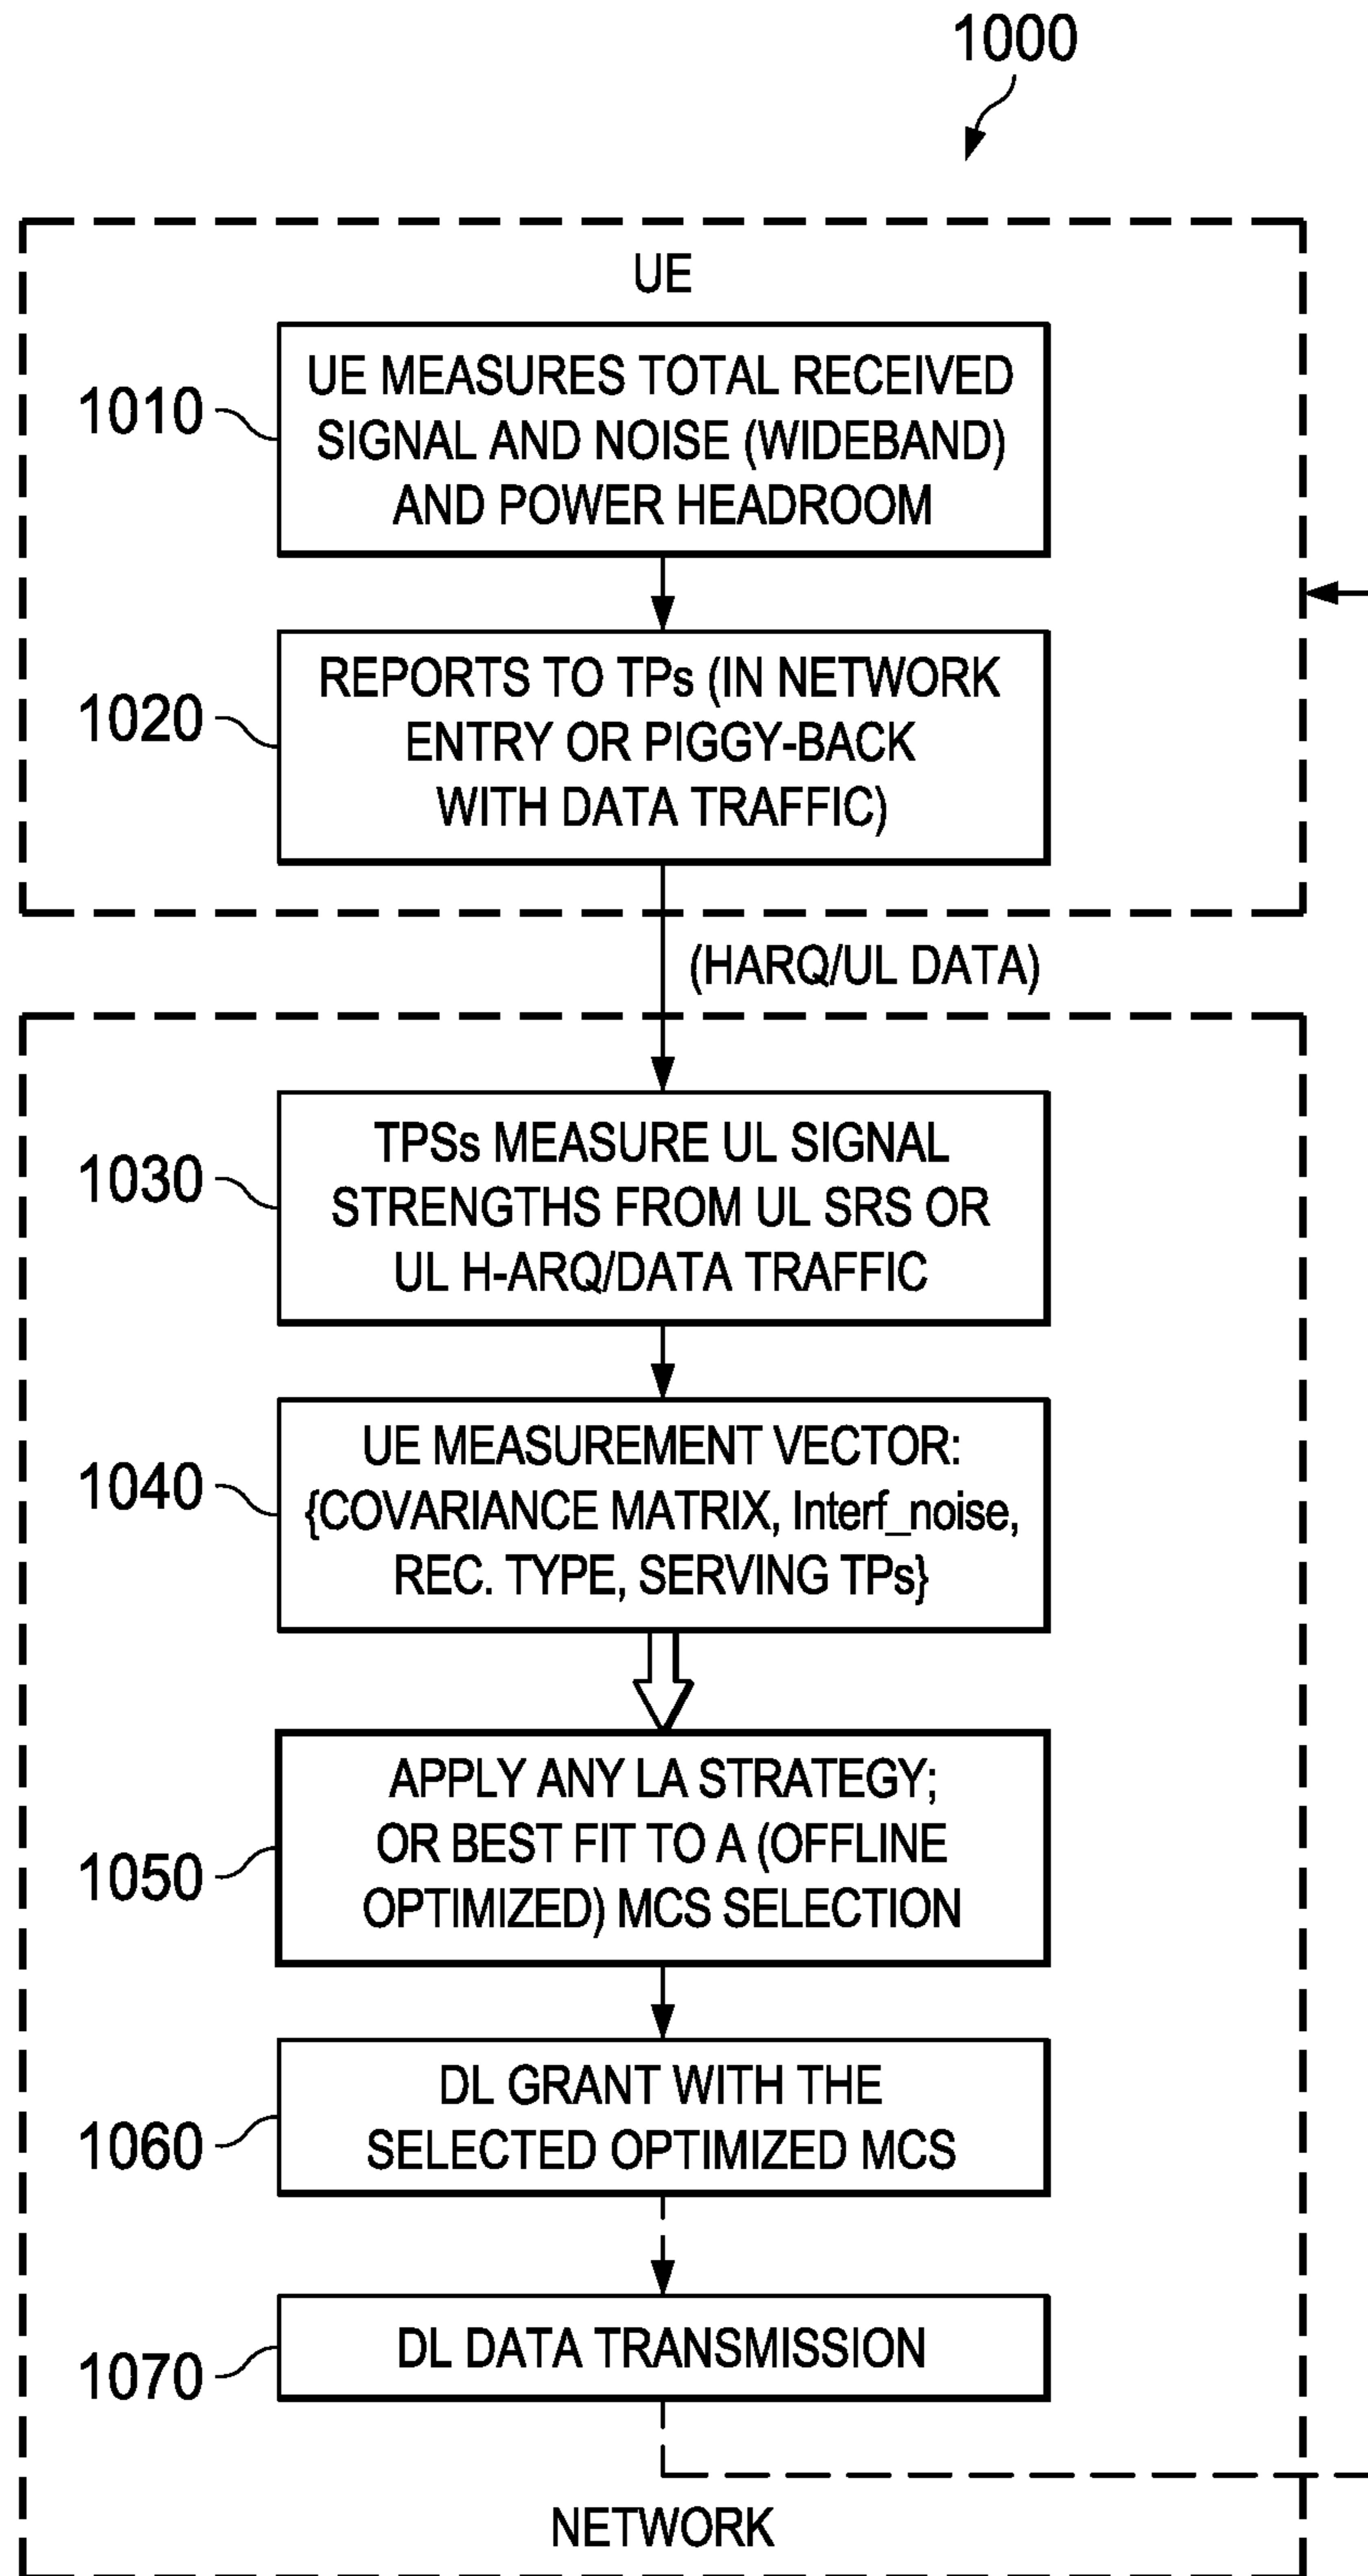 1000
UE
1010
UE MEASURES TOTAL RECEIVED
SIGNAL AND NOISE (WIDEBAND)
AND POWER HEADROOM
1020
REPORTS TO TPs (IN NETWORK
ENTRY OR PIGGY-BACK
WITH DATA TRAFFIC)
(HARQ/UL DATA)
1030
TPSs MEASURE UL SIGNAL
STRENGTHS FROM UL SRS OR
UL H-ARQ/DATA TRAFFIC
1040
UE MEASUREMENT VECTOR:
{COVARIANCE MATRIX, Interf_noise,
REC. TYPE, SERVING TPs}
1050
APPLY ANY LA STRATEGY;
OR BEST FIT TO A (OFFLINE
OPTIMIZED) MCS SELECTION
1060
DL GRANT WITH THE
SELECTED OPTIMIZED MCS
1070
DL DATA TRANSMISSION
NETWORK